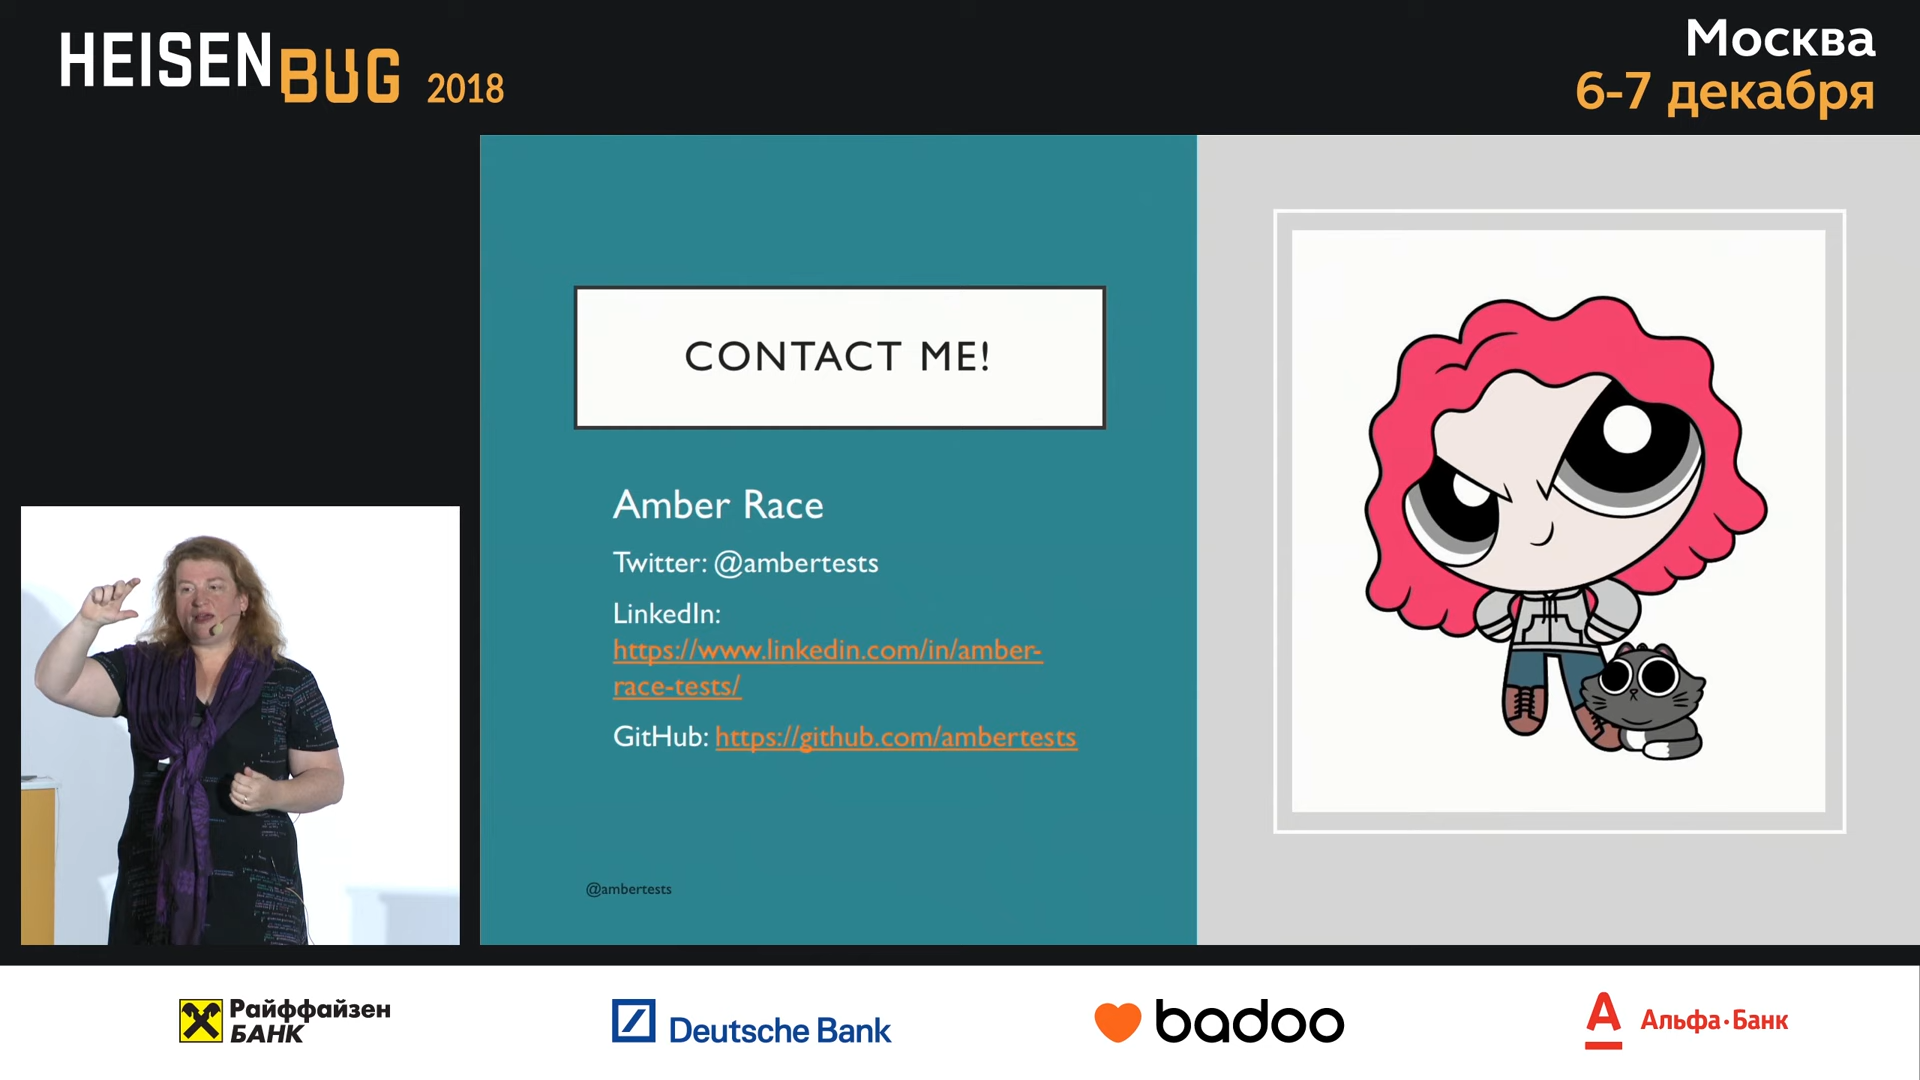 HEISENBUG 2018
Москва
6-7 декабря
CONTACT ME!
Amber Race
Twitter: @ambertests
LinkedIn:
https://www.linkedin.com/in/amber-
race-tests/
GitHub: https://github.com/ambertests
@ambertests
Райффайзен
БАНК
Deutsche Bank
badoo
А
Альфа·Банк